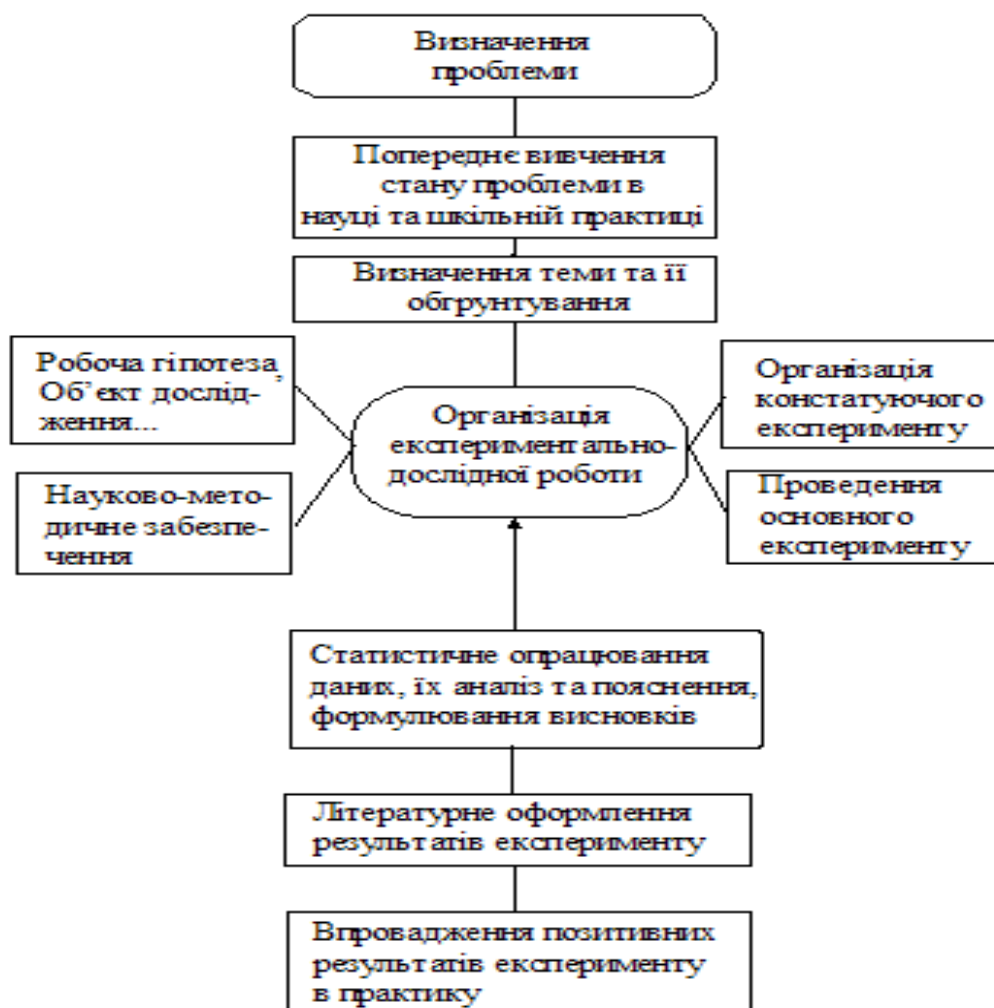 Визначення
проблеми
Попереднє вивчення
стану проблеми в
науці та шкільній практиці
Визначення теми та її
обгрунтування
Робоча гіпотеза,
Об’єкт дослід-
ження...
Науково-мето-
дичне забезпе-
чення
Організація
експериментально-
дослідної роботи
Організація
констатуючого
експерименту
Проведення
основного
експерименту
Статистичне опрацювання
даних, їх аналіз та пояснення,
формулювання висновків
Літературне оформлення
результатів експерименту
Впровадження позитивних
результатів експерименту
в практику